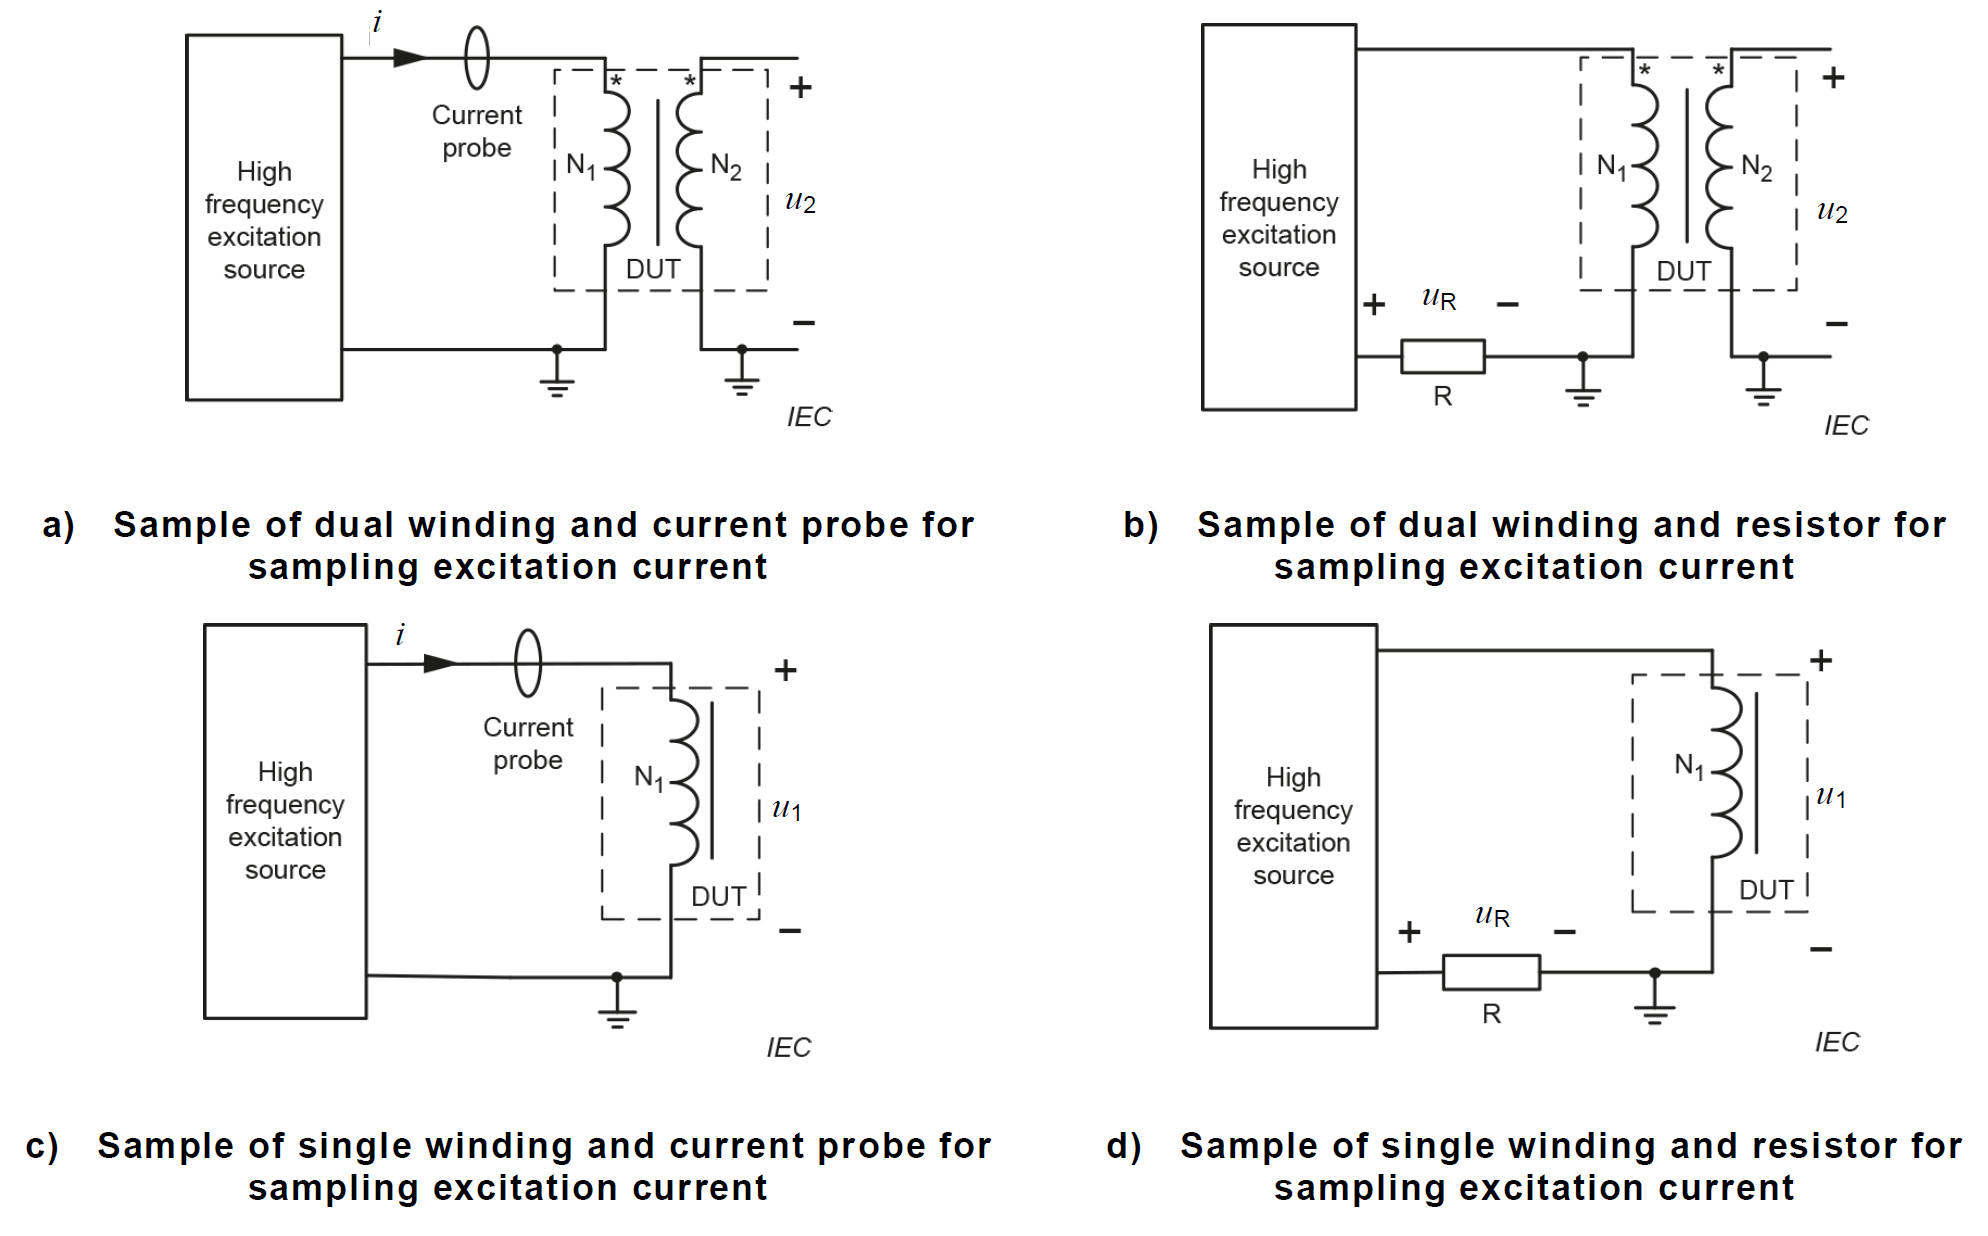 i
Current
probe
High
frequency
excitation
source
* *
N1
N2
DUT
+
u2
−
IEC
a) Sample of dual winding and current probe for
sampling excitation current
High
frequency
excitation
source
* *
N1
N2
DUT
+
u2
−
+ uR −
R
IEC
b) Sample of dual winding and resistor for
sampling excitation current
i
Current
probe
High
frequency
excitation
source
N1
DUT
+
u1
−
IEC
c) Sample of single winding and current probe for
sampling excitation current
High
frequency
excitation
source
N1
DUT
+
u1
−
+ uR −
R
IEC
d) Sample of single winding and resistor for
sampling excitation current